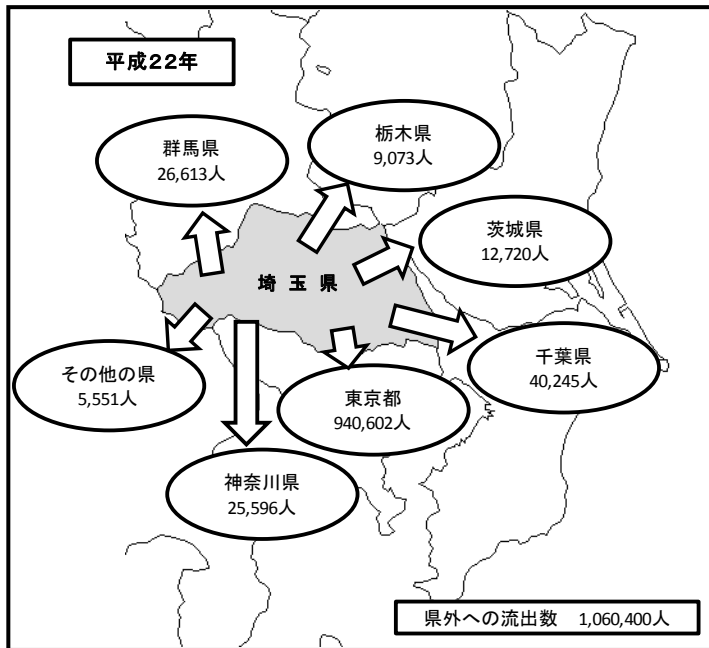 平成22年
栃木県
9,073人
群馬県
26,613人
茨城県
12,720人
埼玉県
千葉県
40,245人
その他の県
5,551人
東京都
940,602人
神奈川県
25,596人
県外への流出数 1,060,400人